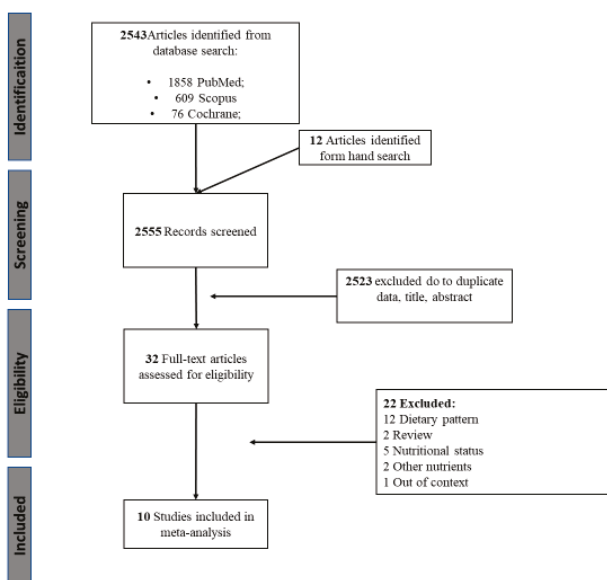 Identificaition
2543Articles identified from
database search:
• 1858 PubMed;
• 609 Scopus
• 76 Cochrane;
12 Articles identified
form hand search
Screening
2555 Records screened
2523 excluded do to duplicate
data, title, abstract
Eligibility
32 Full-text articles
assessed for eligibility
22 Excluded:
12 Dietary pattern
2 Review
5 Nutritional status
2 Other nutrients
1 Out of context
Included
10 Studies included in
meta-analysis